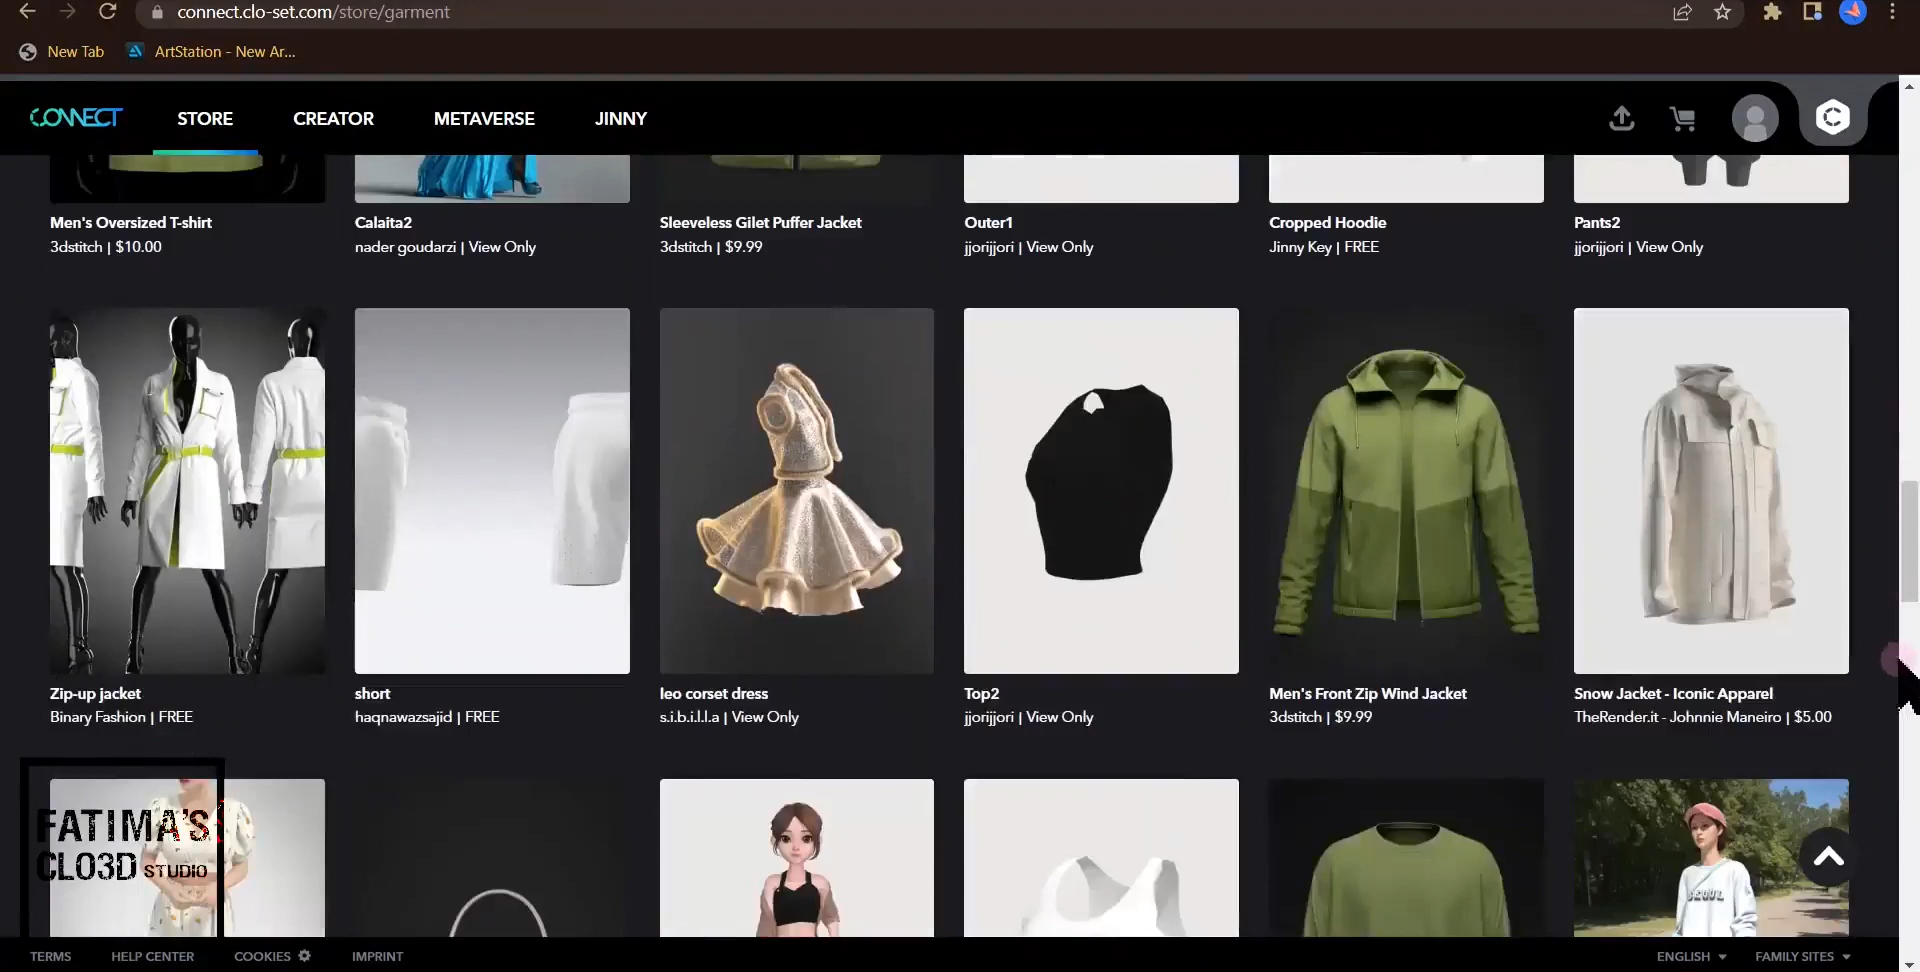 connect.clo-set.com/store/garment
New Tab
ArtStation - New Ar...
CONNECT
STORE
CREATOR
METAVERSE
JINNY
Men's Oversized T-shirt
3dstitch | $10.00
Calaita2
nader goudarzi | View Only
Sleeveless Gilet Puffer Jacket
3dstitch | $9.99
Outer1
jjorijjori | View Only
Cropped Hoodie
Jinny Key | FREE
Pants2
jjorijjori | View Only
Zip-up jacket
Binary Fashion | FREE
short
haqnawazsajid | FREE
leo corset dress
s.i.b.i.l.l.a | View Only
Top2
jjorijjori | View Only
Men's Front Zip Wind Jacket
3dstitch | $9.99
Snow Jacket - Iconic Apparel
TheRender.it - Johnnie Maneiro | $5.00
FATIMA'S
CLO3D STUDIO
SEOUL
TERMS
HELP CENTER
COOKIES
IMPRINT
ENGLISH
FAMILY SITES